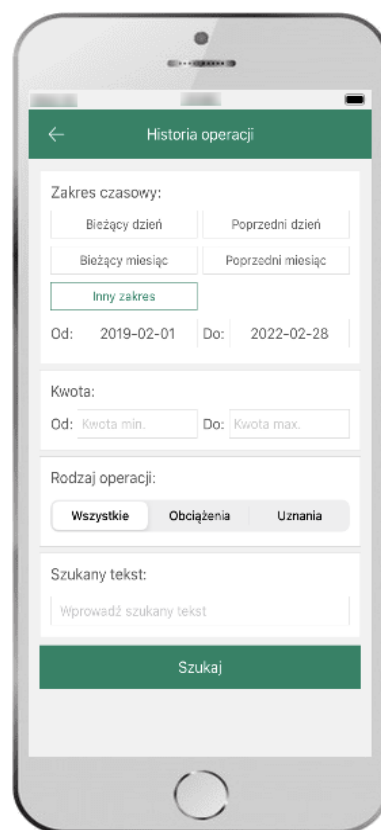 Historia operacji
Zakres czasowy:
Bieżący dzień Poprzedni dzień
Bieżący miesiąc Poprzedni miesiąc
Inny zakres
Od: 2019-02-01 Do: 2022-02-28
Kwota:
Od: Kwota min. Do: Kwota max.
Rodzaj operacji:
Wszystkie Obciążenia Uznania
Szukany tekst:
Wprowadź szukany tekst
Szukaj